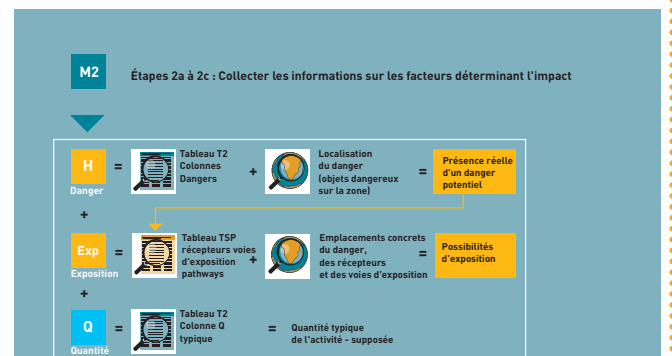 M2
Étapes 2a à 2c : Collecter les informations sur les facteurs déterminant l'impact
H
Danger
=
Tableau T2
Colonnes
Dangers
+
Localisation
du danger
(objets dangereux
sur la zone)
=
Présence réelle
d'un danger
potentiel
+
Exp
Exposition
=
Tableau TSP
récepteurs voies
d'exposition
pathways
+
Emplacements concrets
du danger,
des récepteurs
et des voies d'exposition
=
Possibilités
d'exposition
+
Q
Quantité
=
Tableau T2
Colonne Q
typique
=
Quantité typique
de l'activité - supposée